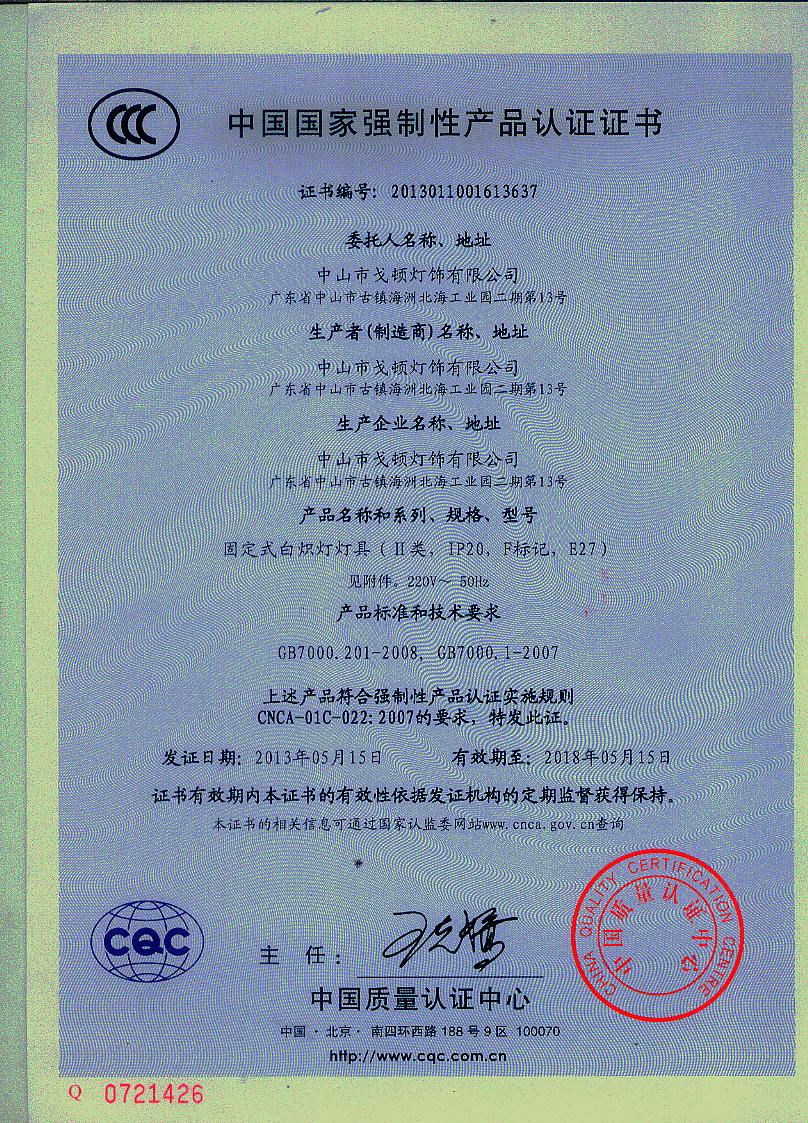 CCC
中国国家强制性产品认证证书
证书编号: 2013011001613637
委托人名称、地址
中山市戈顿灯饰有限公司
广东省中山市古镇海洲北海工业园二期第13号
生产者(制造商)名称、地址
中山市戈顿灯饰有限公司
广东省中山市古镇海洲北海工业园二期第13号
生产企业名称、地址
中山市戈顿灯饰有限公司
广东省中山市古镇海洲北海工业园二期第13号
产品名称和系列、规格、型号
固定式白炽灯灯具(Ⅱ类, IP20, F标记, E27)
见附件。220V~ 50Hz
产品标准和技术要求
GB7000.201-2008, GB7000.1-2007
上述产品符合强制性产品认证实施规则
CNCA-01C-022:2007的要求, 特发此证。
发证日期: 2013年05月15日 有效期至: 2018年05月15日
证书有效期内本证书的有效性依据发证机构的定期监督获得保持。
本证书的相关信息可通过国家认监委网站www.cnca.gov.cn查询
CQC
主 任:
CHINA QUALITY CERTIFICATION CENTRE
中国质量认证中心
中国质量认证中心
中国·北京·南四环西路188号9区 100070
http://www.cqc.com.cn
Q 0721426